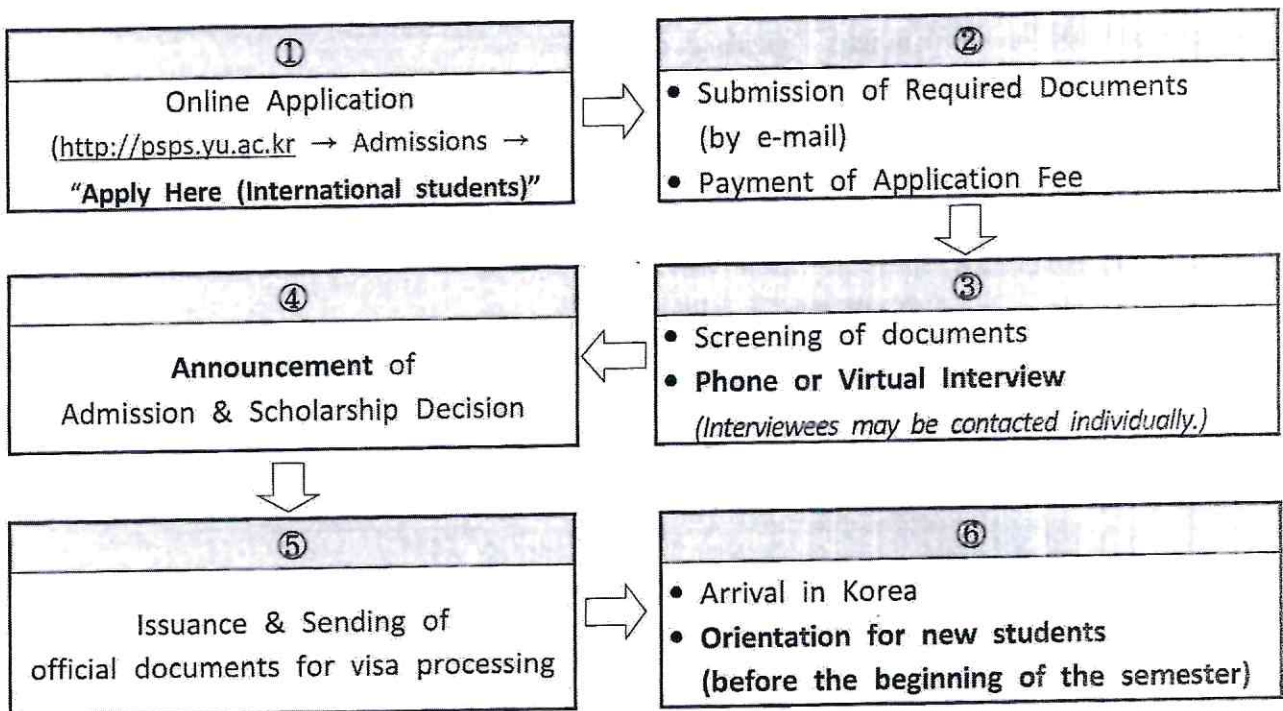 ①
Online Application
(http://psps.yu.ac.kr → Admissions →
“Apply Here (International students)”
②
• Submission of Required Documents
(by e-mail)
• Payment of Application Fee
③
• Screening of documents
• Phone or Virtual Interview
(Interviewees may be contacted individually.)
④
Announcement of
Admission & Scholarship Decision
⑤
Issuance & Sending of
official documents for visa processing
⑥
• Arrival in Korea
• Orientation for new students
(before the beginning of the semester)